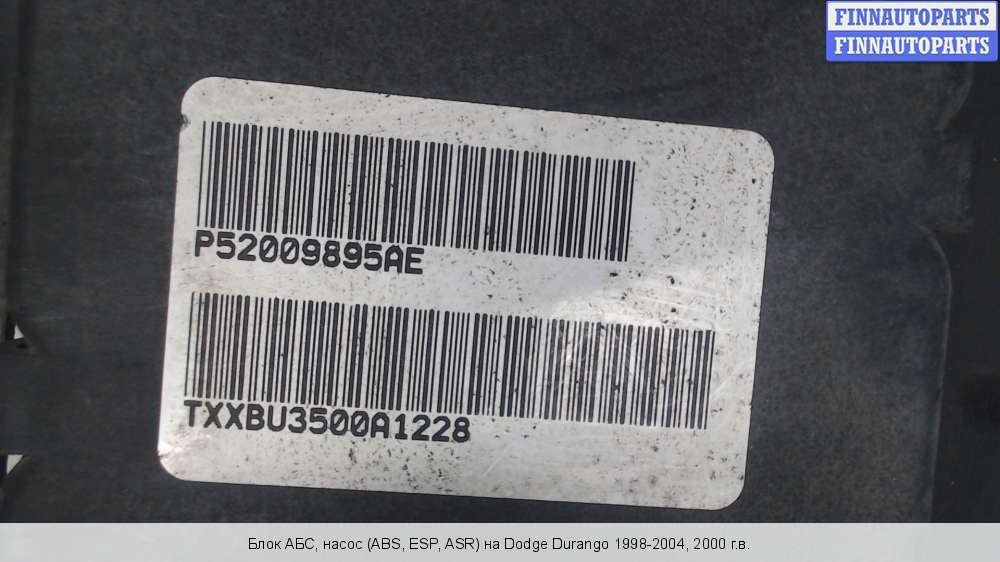 FINNAUTOPARTS
FINNAUTOPARTS
P52009895AE
TXXBU3500A1228
Блок АБС, насос (ABS, ESP, ASR) на Dodge Durango 1998-2004, 2000 г.в.